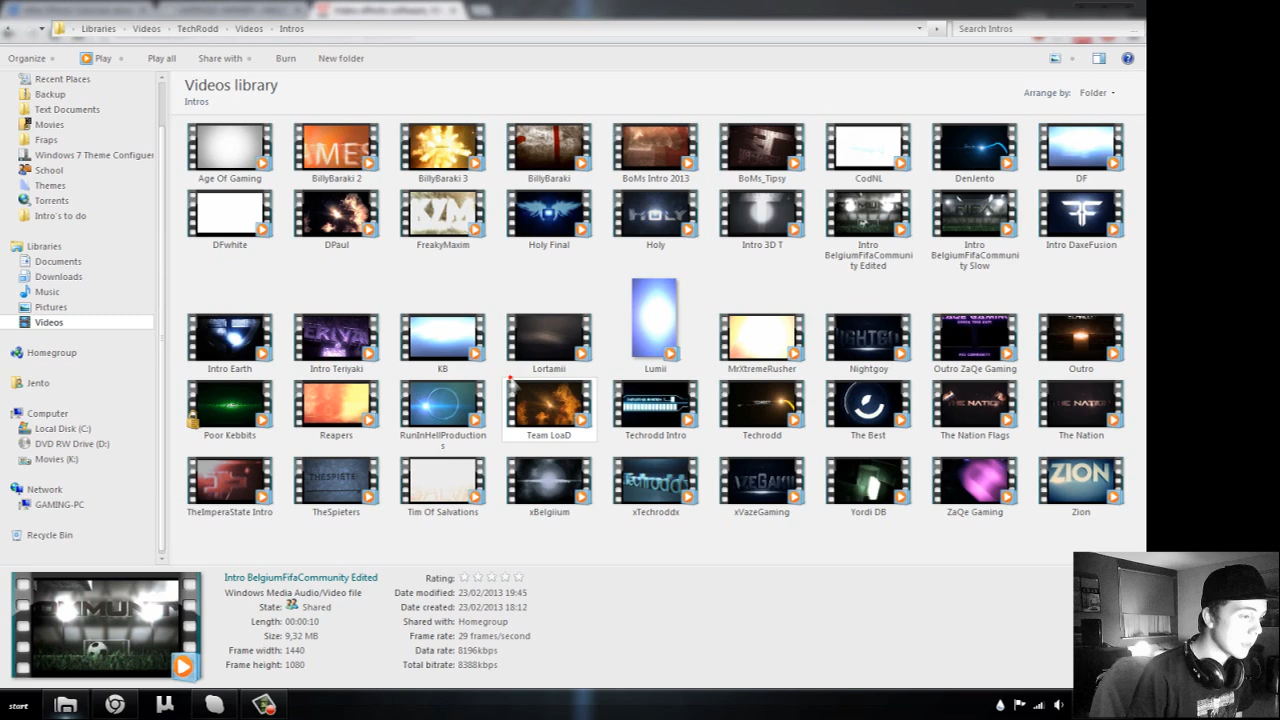 Libraries Videos TechRodd Videos Intros Search Intros
Organize Play Play all Share with Burn New folder
Videos library
Intros
Arrange by: Folder
Recent Places
Backup
Text Documents
Movies
Fraps
Windows 7 Theme Configuer
School
Themes
Torrents
Intro's to do
Libraries
Documents
Downloads
Music
Pictures
Videos
Homegroup
Jento
Computer
Local Disk (C:)
DVD RW Drive (D:)
Movies (K:)
Network
GAMING-PC
Recycle Bin
Age Of Gaming BillyBaraki 2 BillyBaraki 3 BillyBaraki BoMs Intro 2013 BoMs_Tipsy CodNL DenJento DF
DFwhite DPaul FreakyMaxim Holy Final Holy Intro 3D T Intro BelgiumFifaCommunity Edited Intro BelgiumFifaCommunity Slow Intro DaxeFusion
Intro Earth Intro Teriyaki KB Lortamii Lumii MrXtremeRusher Nightgoy Outro ZaQe Gaming Outro
Poor Kebbits Reapers RunInHellProductions Team LoaD Techrodd Intro Techrodd The Best The Nation Flags The Nation
TheImperaState Intro TheSpieters Tim Of Salvations xBelgiium xTechroddx xVazeGaming Yordi DB ZaQe Gaming Zion
Intro BelgiumFifaCommunity Edited
Windows Media Audio/Video file
State: Shared
Length: 00:00:10
Size: 9,32 MB
Frame width: 1440
Frame height: 1080
Rating:
Date modified: 23/02/2013 19:45
Date created: 23/02/2013 18:12
Shared with: Homegroup
Frame rate: 29 frames/second
Data rate: 8196kbps
Total bitrate: 8388kbps
start